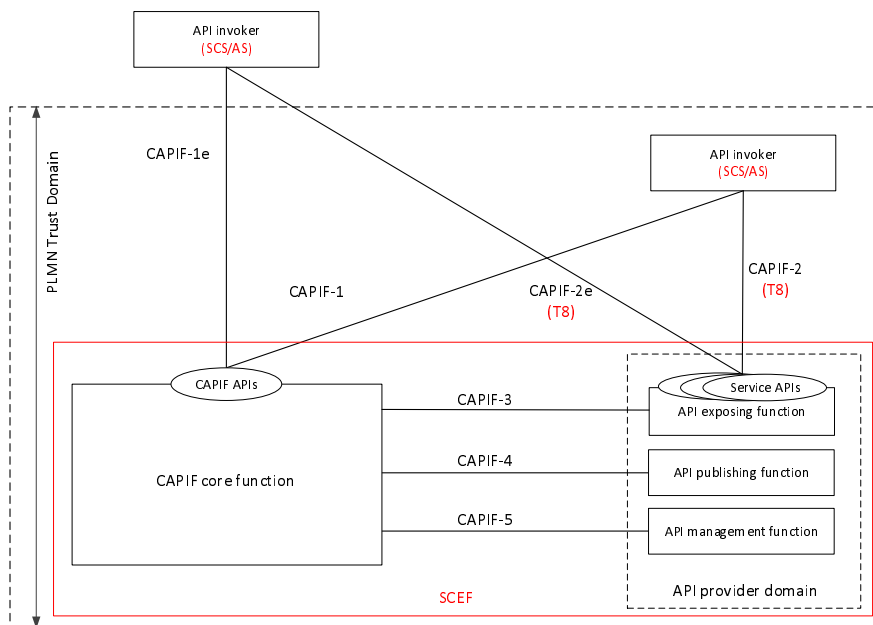 API invoker
(SCS/AS)
CAPIF-1e
API invoker
(SCS/AS)
PLMN Trust Domain
CAPIF-1
CAPIF-2e
(T8)
CAPIF-2
(T8)
CAPIF APIs
Service APIs
CAPIF-3
API exposing function
CAPIF core function
CAPIF-4
API publishing function
CAPIF-5
API management function
API provider domain
SCEF